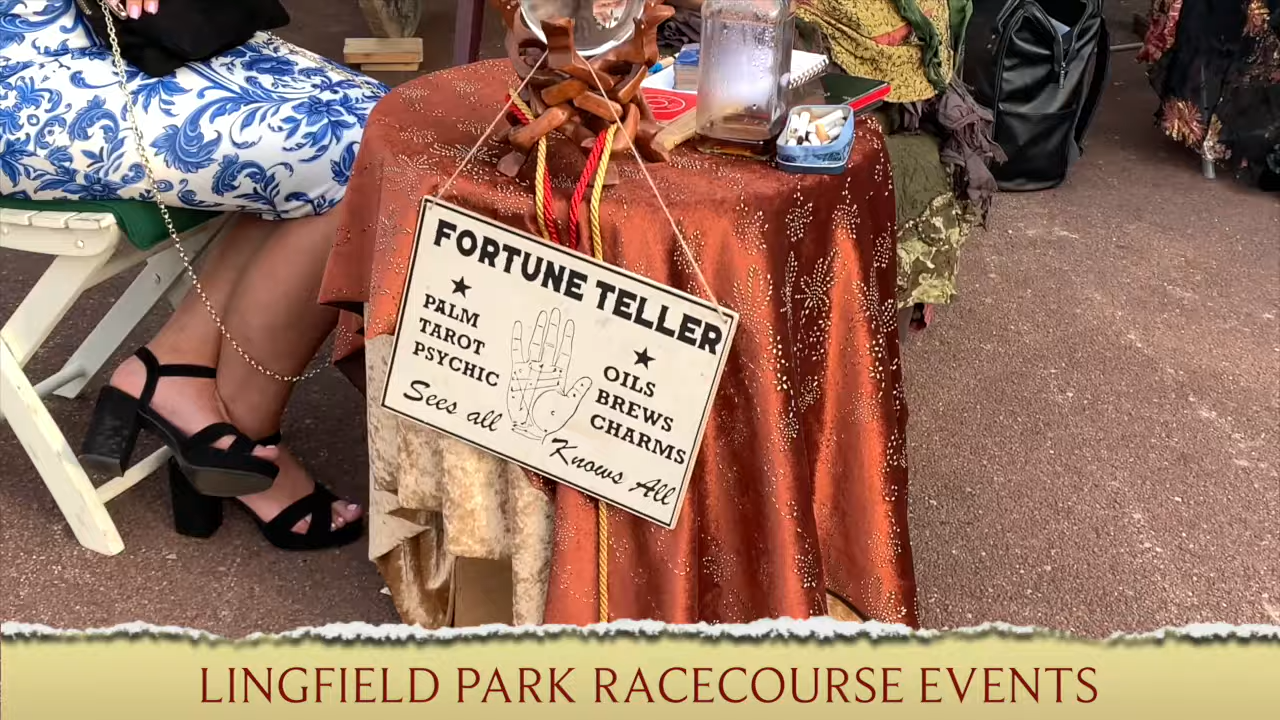 FORTUNE TELLER
PALM
TAROT
PSYCHIC
Sees all
OILS
BREWS
CHARMS
Knows All
LINGFIELD PARK RACECOURSE EVENTS